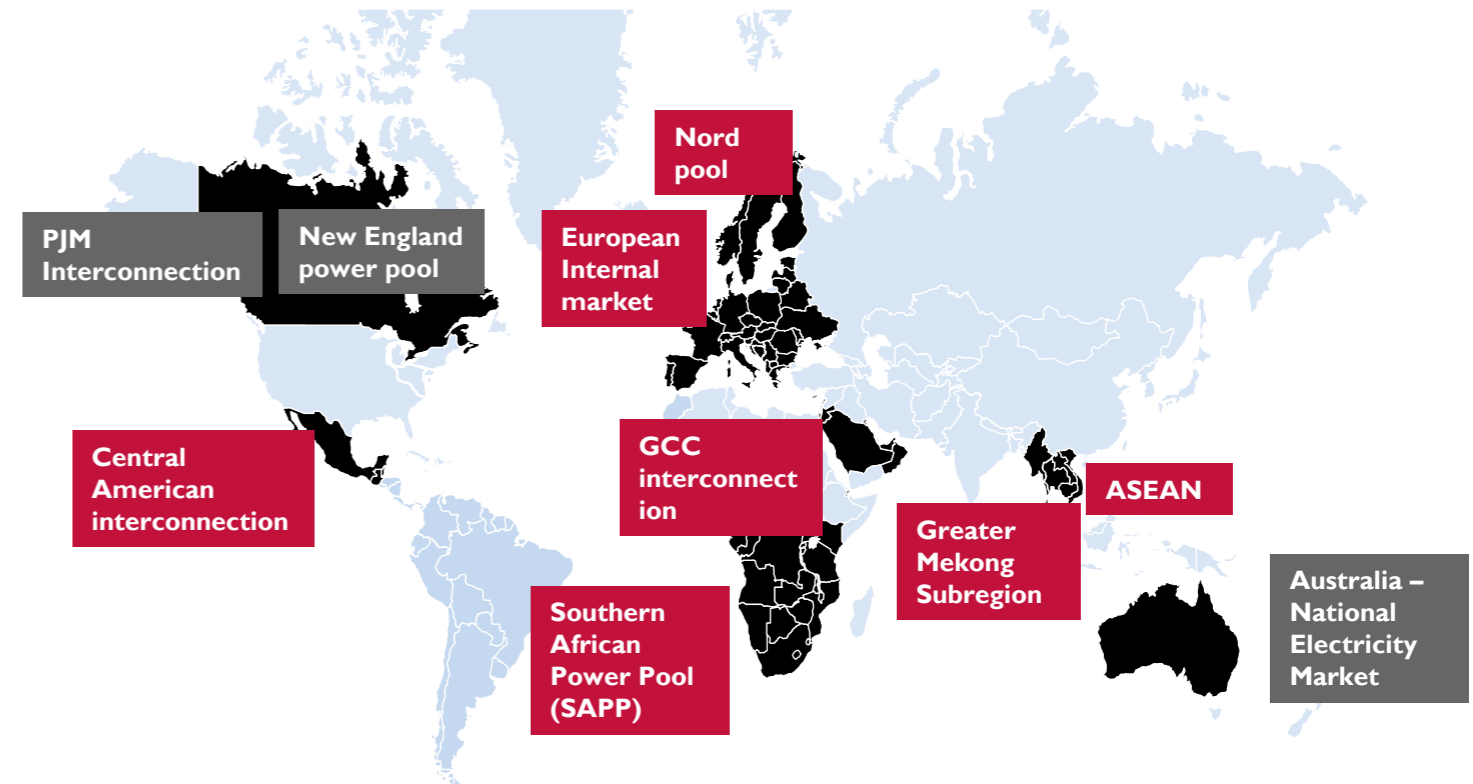 Nord
pool
PJM
Interconnection
New England
power pool
European
Internal
market
Central
American
interconnection
GCC
interconnect
ion
ASEAN
Greater
Mekong
Subregion
Southern
African
Power Pool
(SAPP)
Australia –
National
Electricity
Market